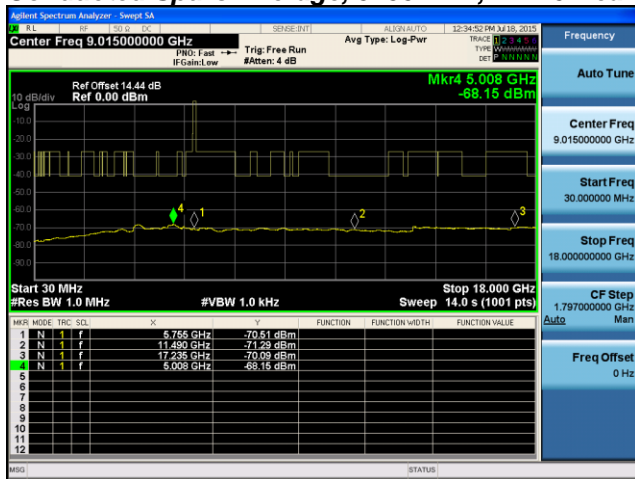 Agilent Spectrum Analyzer - Swept SA
RL RF 50 Ω DC SENSE:INT ALIGN AUTO 12:34:52 PM Jul 18, 2015
Center Freq 9.015000000 GHz
PNO: Fast
IFGain:Low
Trig: Free Run
#Atten: 4 dB
Avg Type: Log-Pwr
TRACE 1 2 3 4 5 6
TYPE
DET P N N N N N
Ref Offset 14.44 dB
10 dB/div Ref 0.00 dBm
Log
Mkr4 5.008 GHz
-68.15 dBm
-10.0
-20.0
-30.0
-40.0
-50.0
-60.0
-70.0
-80.0
-90.0
4 1 2 3
Start 30 MHz Stop 18.000 GHz
#Res BW 1.0 MHz #VBW 1.0 kHz Sweep 14.0 s (1001 pts)
MKR MODE TRC SCL X Y FUNCTION FUNCTION WIDTH FUNCTION VALUE
1 N 1 f 5.755 GHz -70.51 dBm
2 N 1 f 11.490 GHz -71.29 dBm
3 N 1 f 17.235 GHz -70.09 dBm
4 N 1 f 5.008 GHz -68.15 dBm
5
6
7
8
9
10
11
12
MSG STATUS
Frequency
Auto Tune
Center Freq
9.015000000 GHz
Start Freq
30.000000 MHz
Stop Freq
18.000000000 GHz
CF Step
1.797000000 GHz
Auto Man
Freq Offset
0 Hz